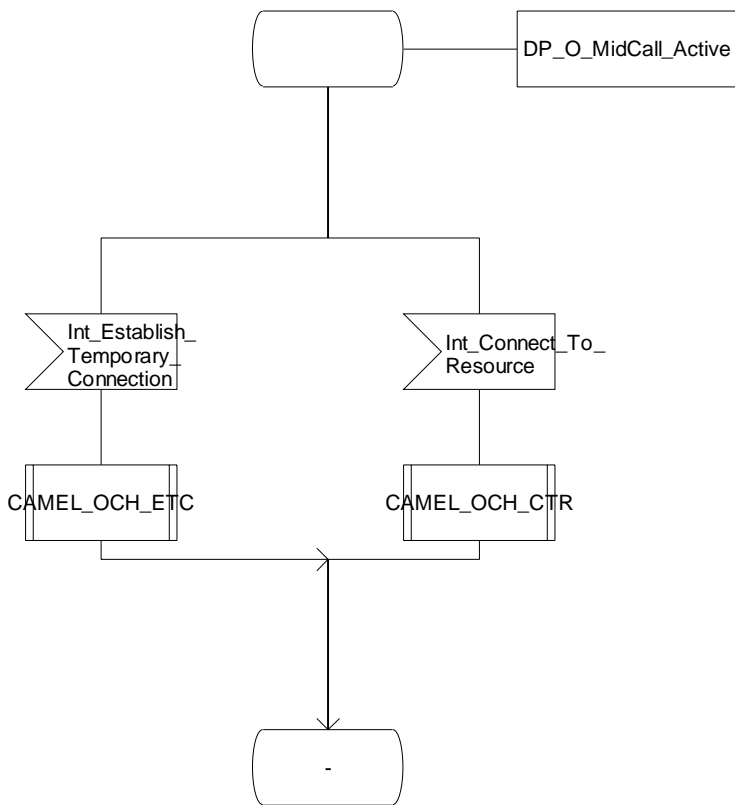 DP_O_MidCall_Active
Int_Establish_
Temporary_
Connection
Int_Connect_To_
Resource
CAMEL_OCH_ETC
CAMEL_OCH_CTR
-